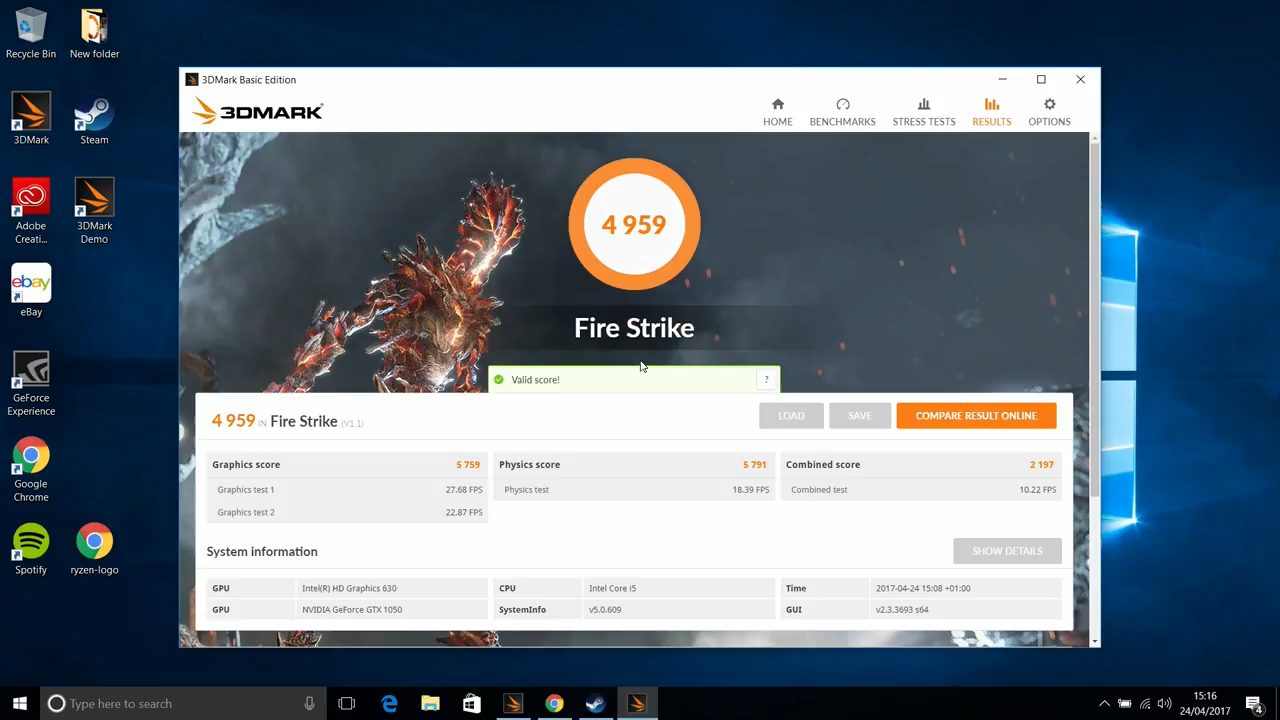 Recycle Bin
New folder
3DMark
Steam
Adobe
Creati...
3DMark
Demo
ebay
eBay
GeForce
Experience
Google
Chrome
Spotify
ryzen-logo
3DMark Basic Edition
3DMARK
HOME
BENCHMARKS
STRESS TESTS
RESULTS
OPTIONS
4 959
Fire Strike
Valid score!
?
4 959 IN Fire Strike (V1.1)
LOAD
SAVE
COMPARE RESULT ONLINE
Graphics score 5 759
Graphics test 1 27.68 FPS
Graphics test 2 22.87 FPS
Physics score 5 791
Physics test 18.39 FPS
Combined score 2 197
Combined test 10.22 FPS
System information
SHOW DETAILS
GPU Intel(R) HD Graphics 630
GPU NVIDIA GeForce GTX 1050
CPU Intel Core i5
SystemInfo v5.0.609
Time 2017-04-24 15:08 +01:00
GUI v2.3.3693 s64
Type here to search
15:16
24/04/2017
4